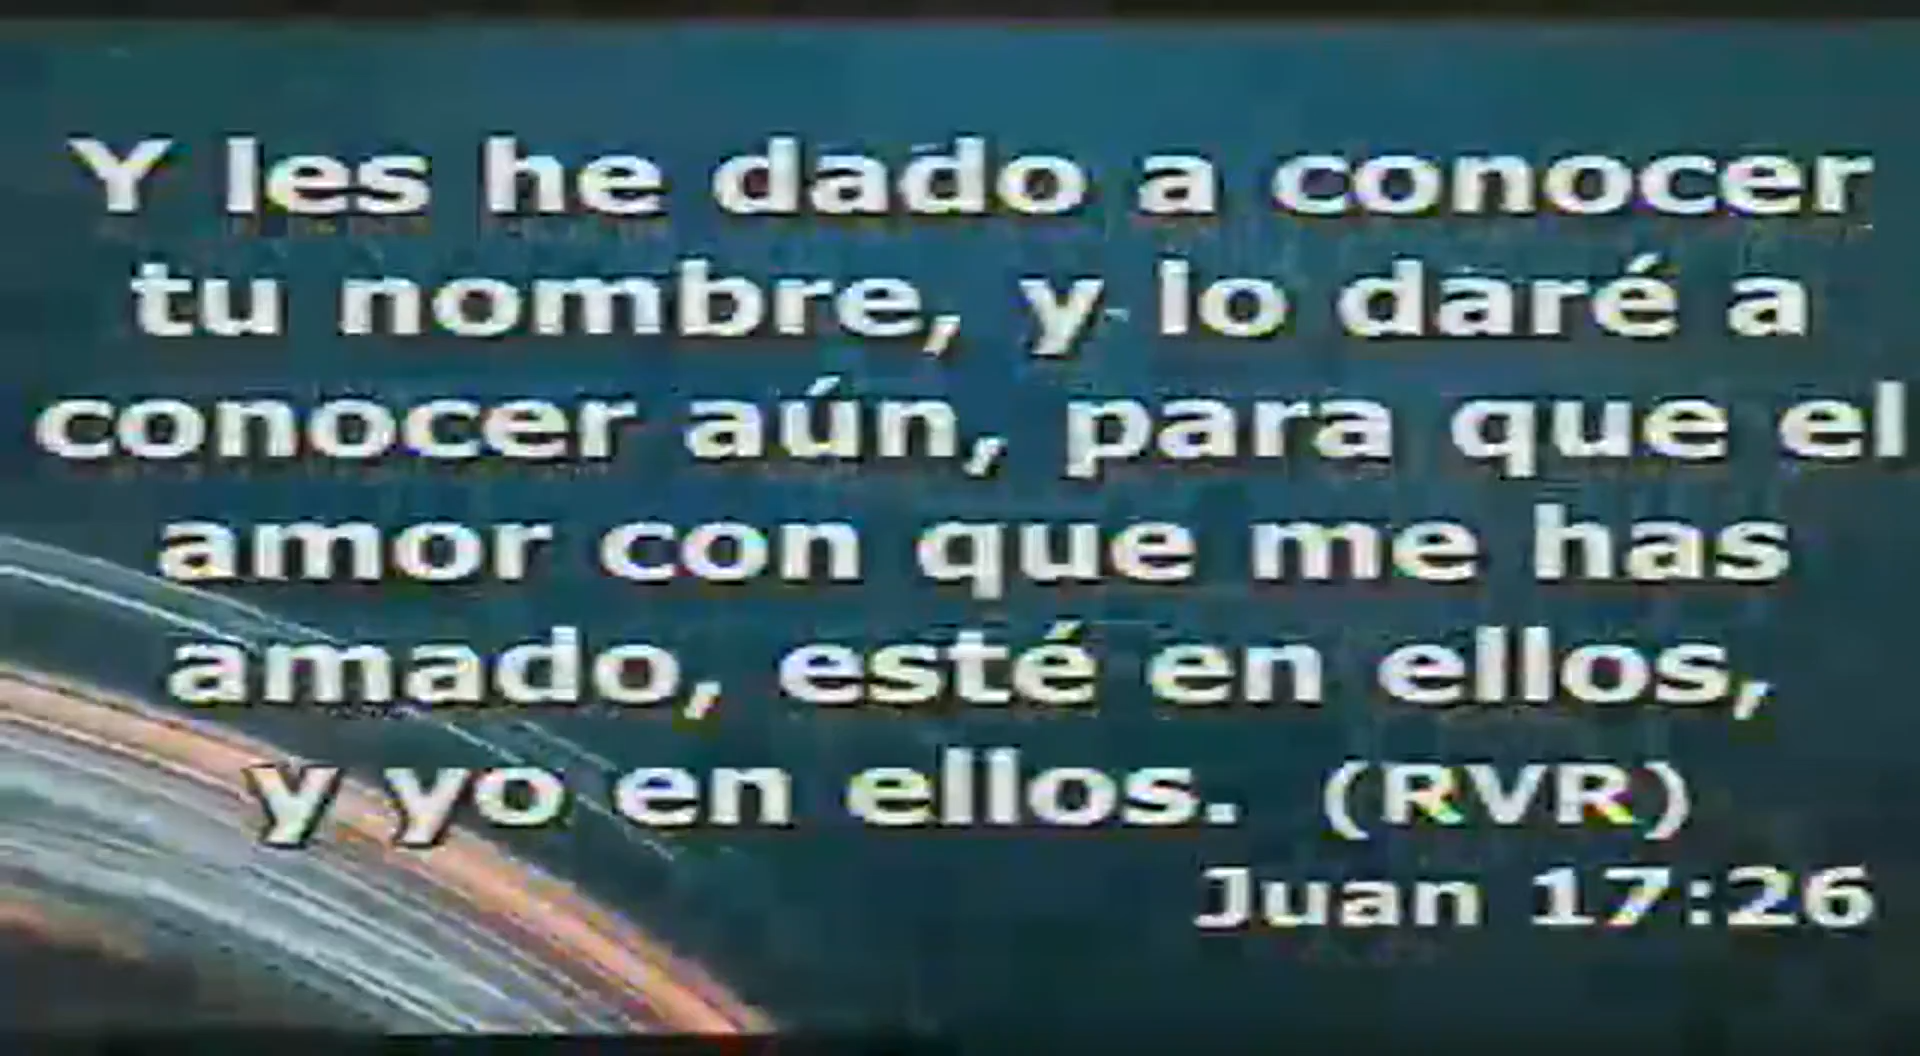 Y les he dado a conocer
tu nombre, y lo daré a
conocer aún, para que el
amor con que me has
amado, esté en ellos,
y yo en ellos. (RVR)
Juan 17:26